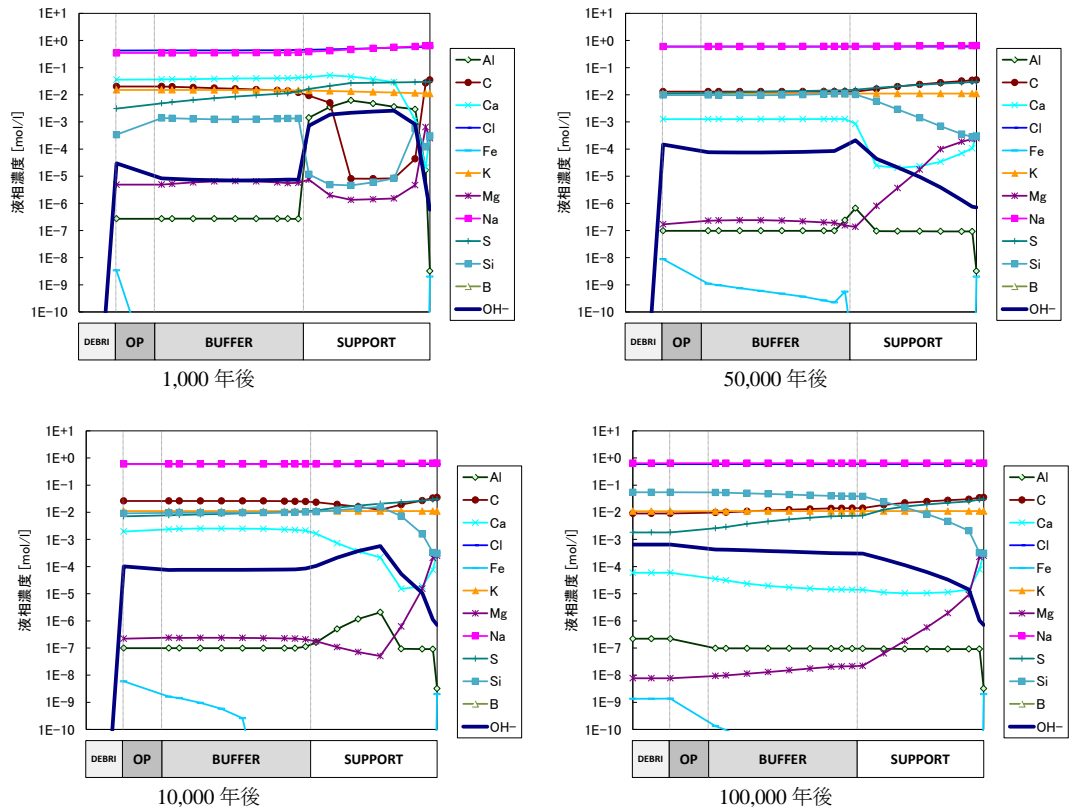 液相濃度 [mol/l]
1E+1
1E+0
1E-1
1E-2
1E-3
1E-4
1E-5
1E-6
1E-7
1E-8
1E-9
1E-10
Al
C
Ca
Cl
Fe
K
Mg
Na
S
Si
B
OH-
DEBRI OP BUFFER SUPPORT
1,000 年後
液相濃度 [mol/l]
1E+1
1E+0
1E-1
1E-2
1E-3
1E-4
1E-5
1E-6
1E-7
1E-8
1E-9
1E-10
Al
C
Ca
Cl
Fe
K
Mg
Na
S
Si
B
OH-
DEBRI OP BUFFER SUPPORT
50,000 年後
液相濃度 [mol/l]
1E+1
1E+0
1E-1
1E-2
1E-3
1E-4
1E-5
1E-6
1E-7
1E-8
1E-9
1E-10
Al
C
Ca
Cl
Fe
K
Mg
Na
S
Si
B
OH-
DEBRI OP BUFFER SUPPORT
10,000 年後
液相濃度 [mol/l]
1E+1
1E+0
1E-1
1E-2
1E-3
1E-4
1E-5
1E-6
1E-7
1E-8
1E-9
1E-10
Al
C
Ca
Cl
Fe
K
Mg
Na
S
Si
B
OH-
DEBRI OP BUFFER SUPPORT
100,000 年後